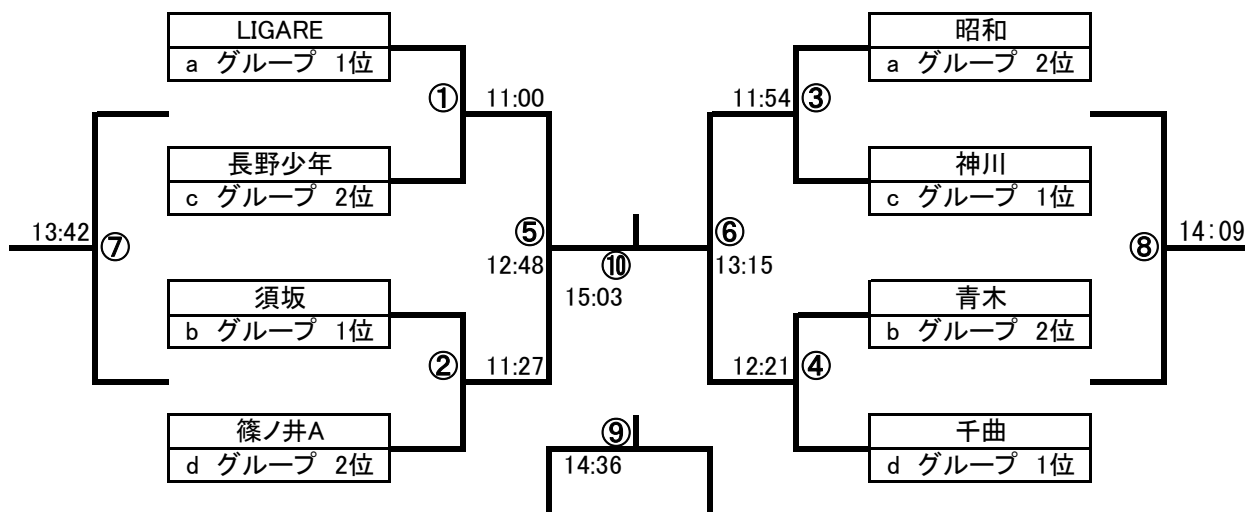 LIGARE
a グループ 1位
昭和
a グループ 2位
① 11:00
11:54 ③
長野少年
c グループ 2位
神川
c グループ 1位
13:42 ⑦
⑤ 12:48
⑩ 15:03
⑥ 13:15
⑧ 14:09
須坂
b グループ 1位
青木
b グループ 2位
② 11:27
12:21 ④
篠ノ井A
d グループ 2位
⑨ 14:36
千曲
d グループ 1位